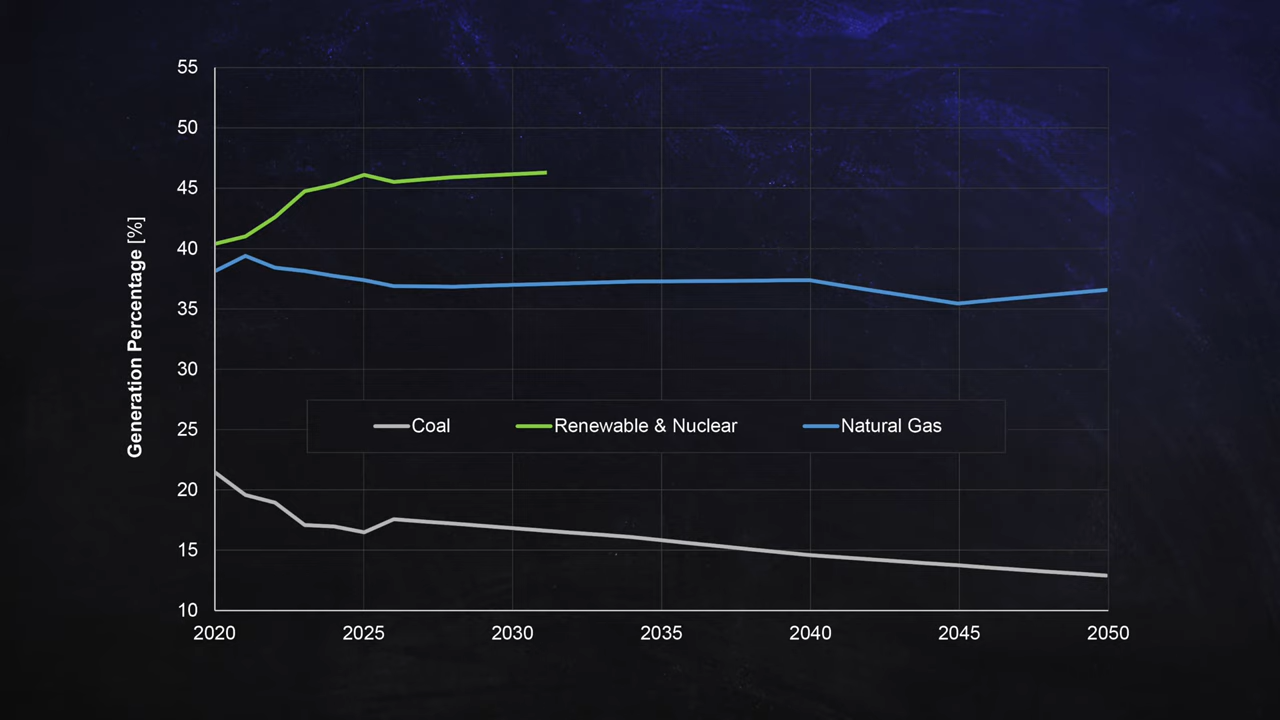 55
50
45
40
35
30
25
20
15
10
Generation Percentage [%]
Coal
Renewable & Nuclear
Natural Gas
2020 2025 2030 2035 2040 2045 2050